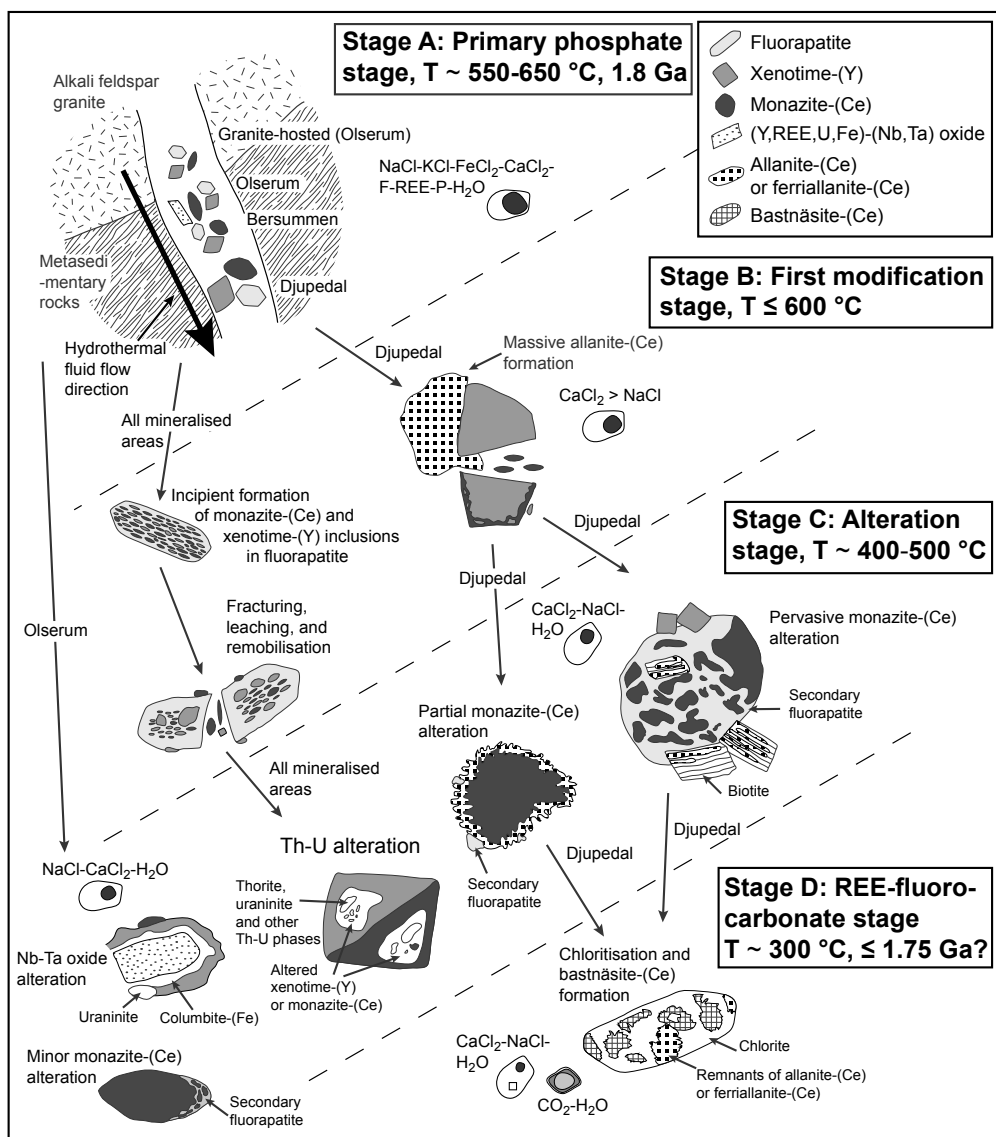 Stage A: Primary phosphate
stage, T ~ 550-650 °C, 1.8 Ga
Fluorapatite
Xenotime-(Y)
Monazite-(Ce)
(Y,REE,U,Fe)-(Nb,Ta) oxide
Allanite-(Ce)
or ferriallanite-(Ce)
Bastnäsite-(Ce)
Alkali feldspar
granite
Granite-hosted (Olserum)
Olserum
Bersummen
Djupedal
Metasedi
-mentary
rocks
Hydrothermal
fluid flow
direction
NaCl-KCl-FeCl₂-CaCl₂-
F-REE-P-H₂O
Stage B: First modification
stage, T ≤ 600 °C
Djupedal
Massive allanite-(Ce)
formation
CaCl₂ > NaCl
All mineralised
areas
Incipient formation
of monazite-(Ce) and
xenotime-(Y) inclusions
in fluorapatite
Stage C: Alteration
stage, T ~ 400-500 °C
Djupedal
Djupedal
CaCl₂-NaCl-
H₂O
Pervasive monazite-(Ce)
alteration
Secondary
fluorapatite
Biotite
Olserum
Fracturing,
leaching, and
remobilisation
Partial monazite-(Ce)
alteration
Secondary
fluorapatite
All mineralised
areas
Th-U alteration
Thorite,
uraninite
and other
Th-U phases
Altered
xenotime-(Y)
or monazite-(Ce)
NaCl-CaCl₂-H₂O
Nb-Ta oxide
alteration
Uraninite
Columbite-(Fe)
Minor monazite-(Ce)
alteration
Secondary
fluorapatite
Djupedal
Djupedal
Stage D: REE-fluoro-
carbonate stage
T ~ 300 °C, ≤ 1.75 Ga?
Chloritisation and
bastnäsite-(Ce)
formation
Chlorite
Remnants of allanite-(Ce)
or ferriallanite-(Ce)
CaCl₂-NaCl-
H₂O
CO₂-H₂O